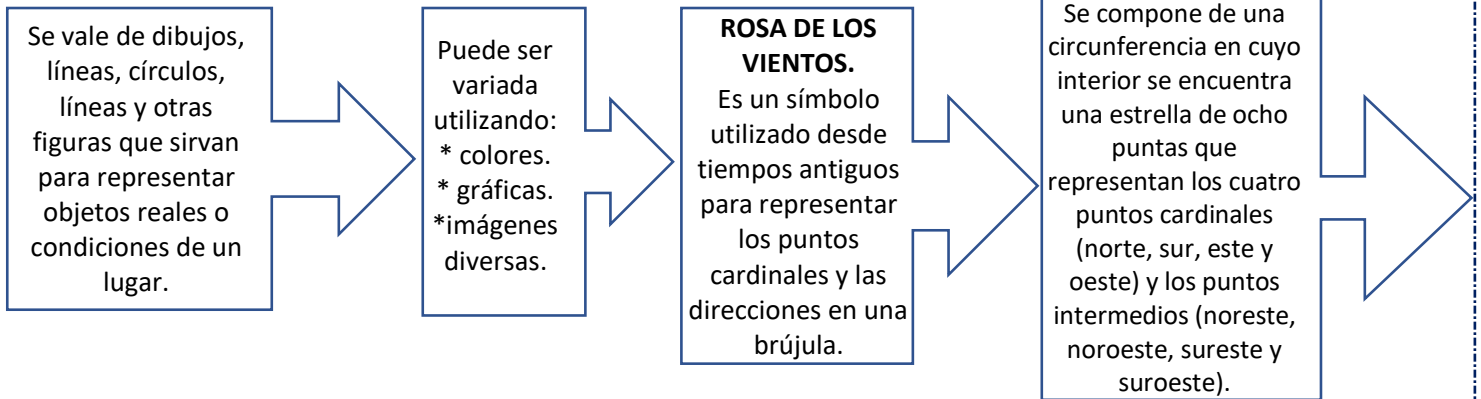 Se vale de dibujos,
líneas, círculos,
líneas y otras
figuras que sirvan
para representar
objetos reales o
condiciones de un
lugar.
Puede ser
variada
utilizando:
* colores.
* gráficas.
*imágenes
diversas.
ROSA DE LOS
VIENTOS.
Es un símbolo
utilizado desde
tiempos antiguos
para representar
los puntos
cardinales y las
direcciones en una
brújula.
Se compone de una
circunferencia en cuyo
interior se encuentra
una estrella de ocho
puntas que
representan los cuatro
puntos cardinales
(norte, sur, este y
oeste) y los puntos
intermedios (noreste,
noroeste, sureste y
suroeste).